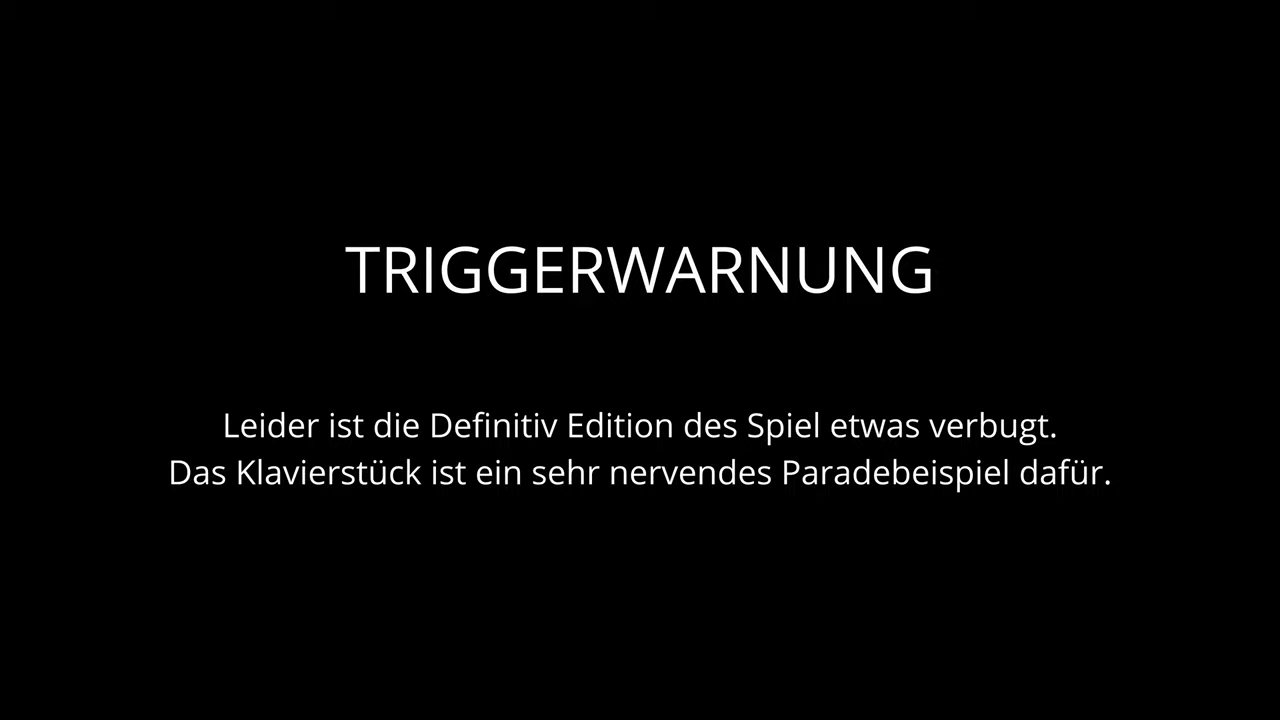 TRIGGERWARNUNG
Leider ist die Definitiv Edition des Spiel etwas verbugt.
Das Klavierstück ist ein sehr nervendes Paradebeispiel dafür.